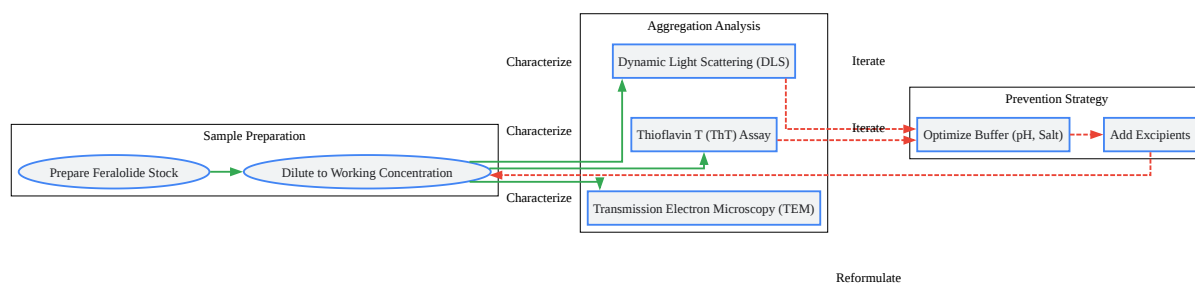 Aggregation Analysis
Characterize
Dynamic Light Scattering (DLS)
Iterate
Prevention Strategy
Sample Preparation
Characterize
Thioflavin T (ThT) Assay
Iterate
Optimize Buffer (pH, Salt)
Add Excipients
Prepare Feralolide Stock
Dilute to Working Concentration
Characterize
Transmission Electron Microscopy (TEM)
Reformulate